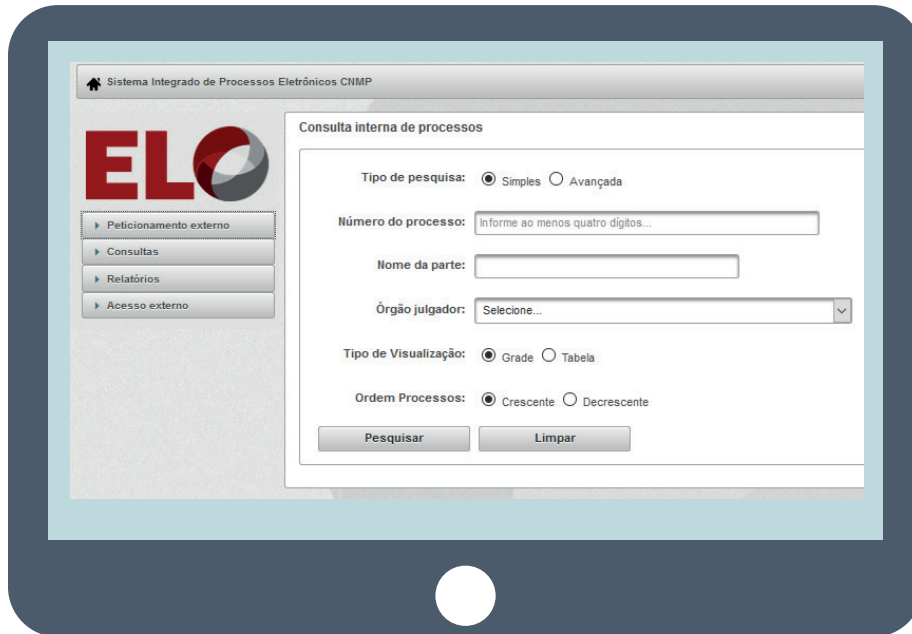 Sistema Integrado de Processos Eletrônicos CNMP
ELO
Peticionamento externo
Consultas
Relatórios
Acesso externo
Consulta interna de processos
Tipo de pesquisa: Simples Avançada
Número do processo: Informe ao menos quatro dígitos...
Nome da parte:
Órgão julgador: Selecione...
Tipo de Visualização: Grade Tabela
Ordem Processos: Crescente Decrescente
Pesquisar Limpar